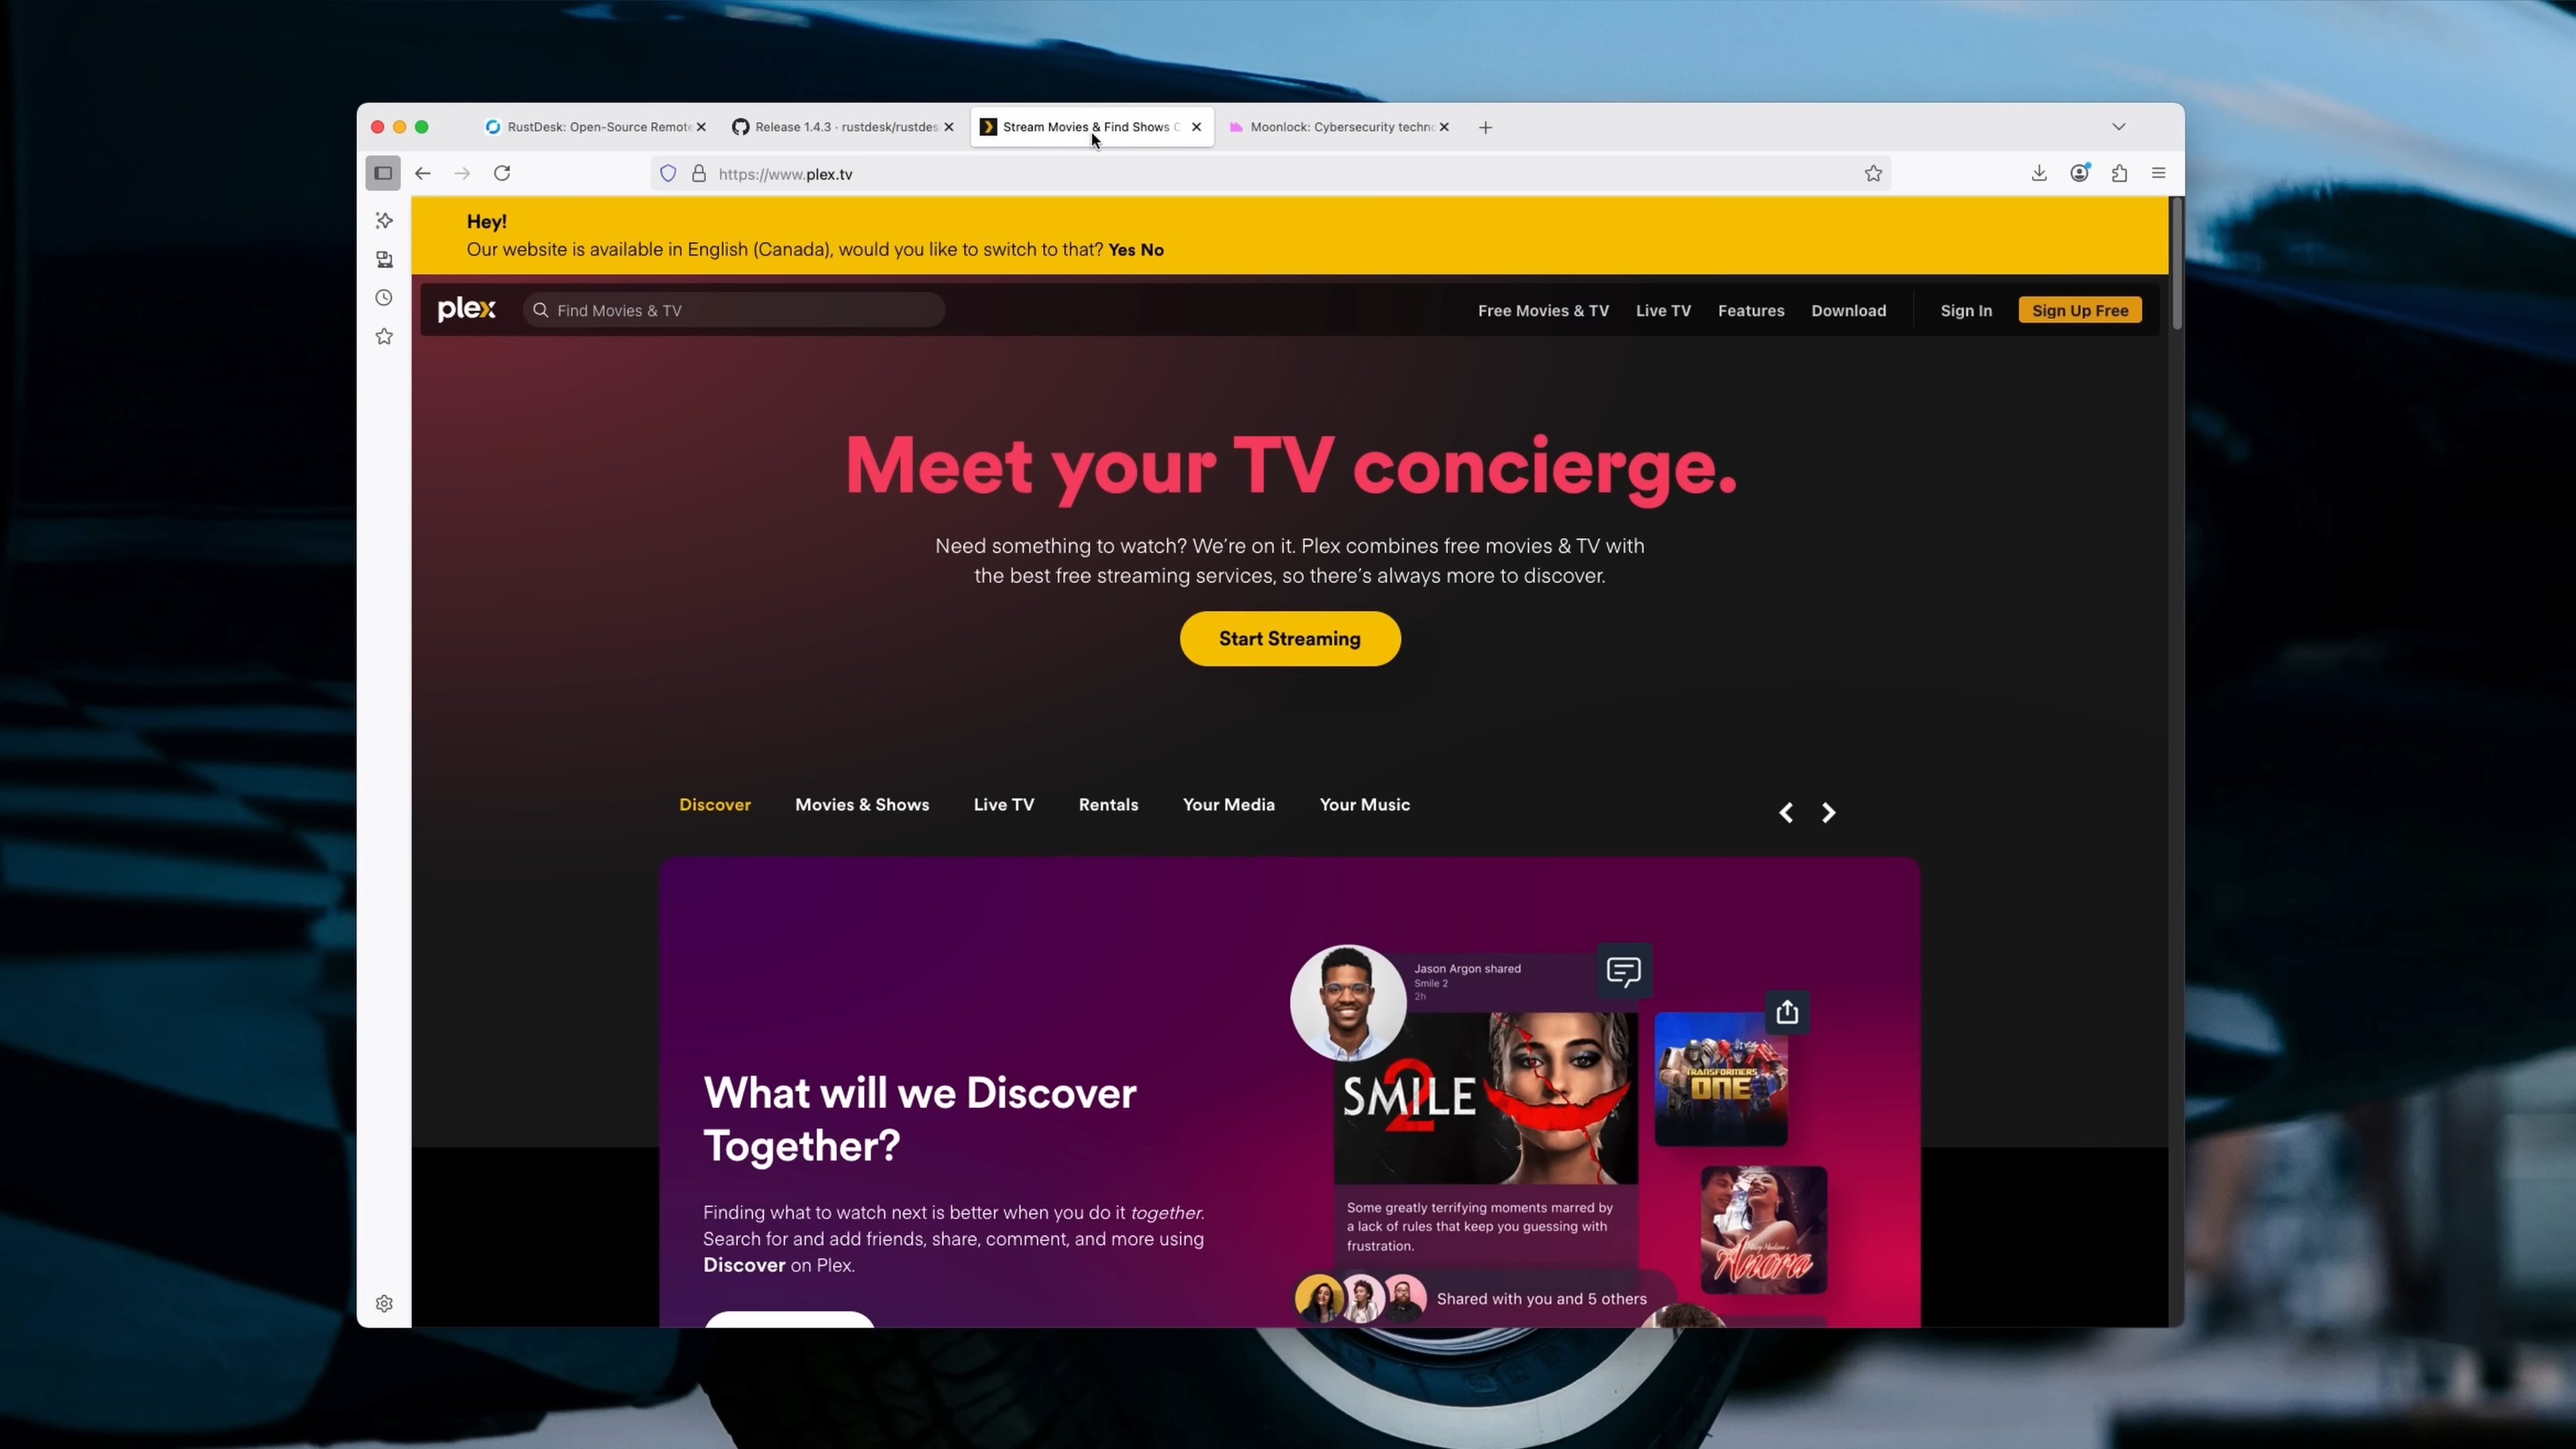 RustDesk: Open-Source Remote
Release 1.4.3 · rustdesk/rustdes
Stream Movies & Find Shows
Moonlock: Cybersecurity techno
https://www.plex.tv
Hey!
Our website is available in English (Canada), would you like to switch to that? Yes No
plex
Find Movies & TV
Free Movies & TV
Live TV
Features
Download
Sign In
Sign Up Free
Meet your TV concierge.
Need something to watch? We’re on it. Plex combines free movies & TV with
the best free streaming services, so there’s always more to discover.
Start Streaming
Discover
Movies & Shows
Live TV
Rentals
Your Media
Your Music
What will we Discover
Together?
Finding what to watch next is better when you do it together.
Search for and add friends, share, comment, and more using
Discover on Plex.
Jason Argon shared
Smile 2
2h
SMILE
2
TRANSFORMERS
ONE
Some greatly terrifying moments marred by
a lack of rules that keep you guessing with
frustration.
Anora
Shared with you and 5 others